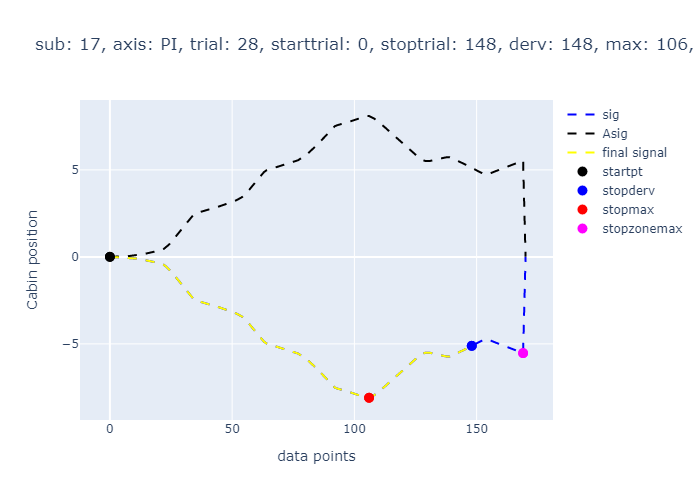 sub: 17, axis: PI, trial: 28, starttrial: 0, stoptrial: 148, derv: 148, max: 106,
sig
Asig
final signal
startpt
stopderv
stopmax
stopzonemax
Cabin position
5
0
−5
0
50
100
150
data points